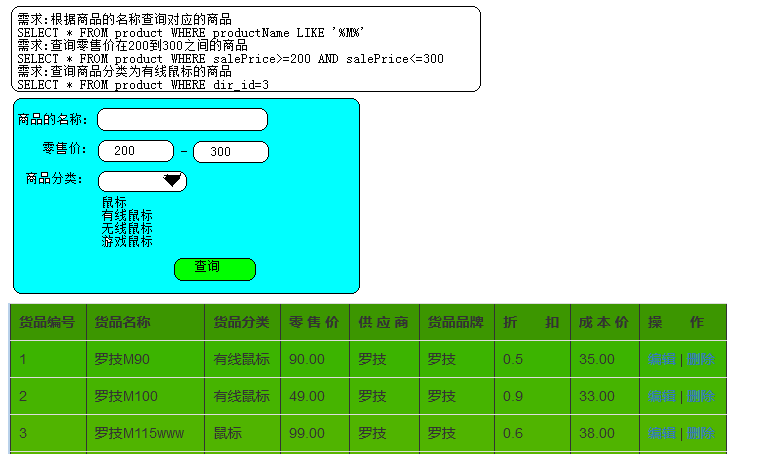 需求:根据商品的名称查询对应的商品
SELECT * FROM product WHERE productName LIKE '%M%'
需求:查询零售价在200到300之间的商品
SELECT * FROM product WHERE salePrice>=200 AND salePrice<=300
需求:查询商品分类为有线鼠标的商品
SELECT * FROM product WHERE dir_id=3
商品的名称:
零售价: 200 - 300
商品分类:
鼠标
有线鼠标
无线鼠标
游戏鼠标
查询
货品编号 货品名称 货品分类 零 售 价 供 应 商 货品品牌 折 扣 成 本 价 操 作
1 罗技M90 有线鼠标 90.00 罗技 罗技 0.5 35.00 编辑 | 删除
2 罗技M100 有线鼠标 49.00 罗技 罗技 0.9 33.00 编辑 | 删除
3 罗技M115www 鼠标 99.00 罗技 罗技 0.6 38.00 编辑 | 删除